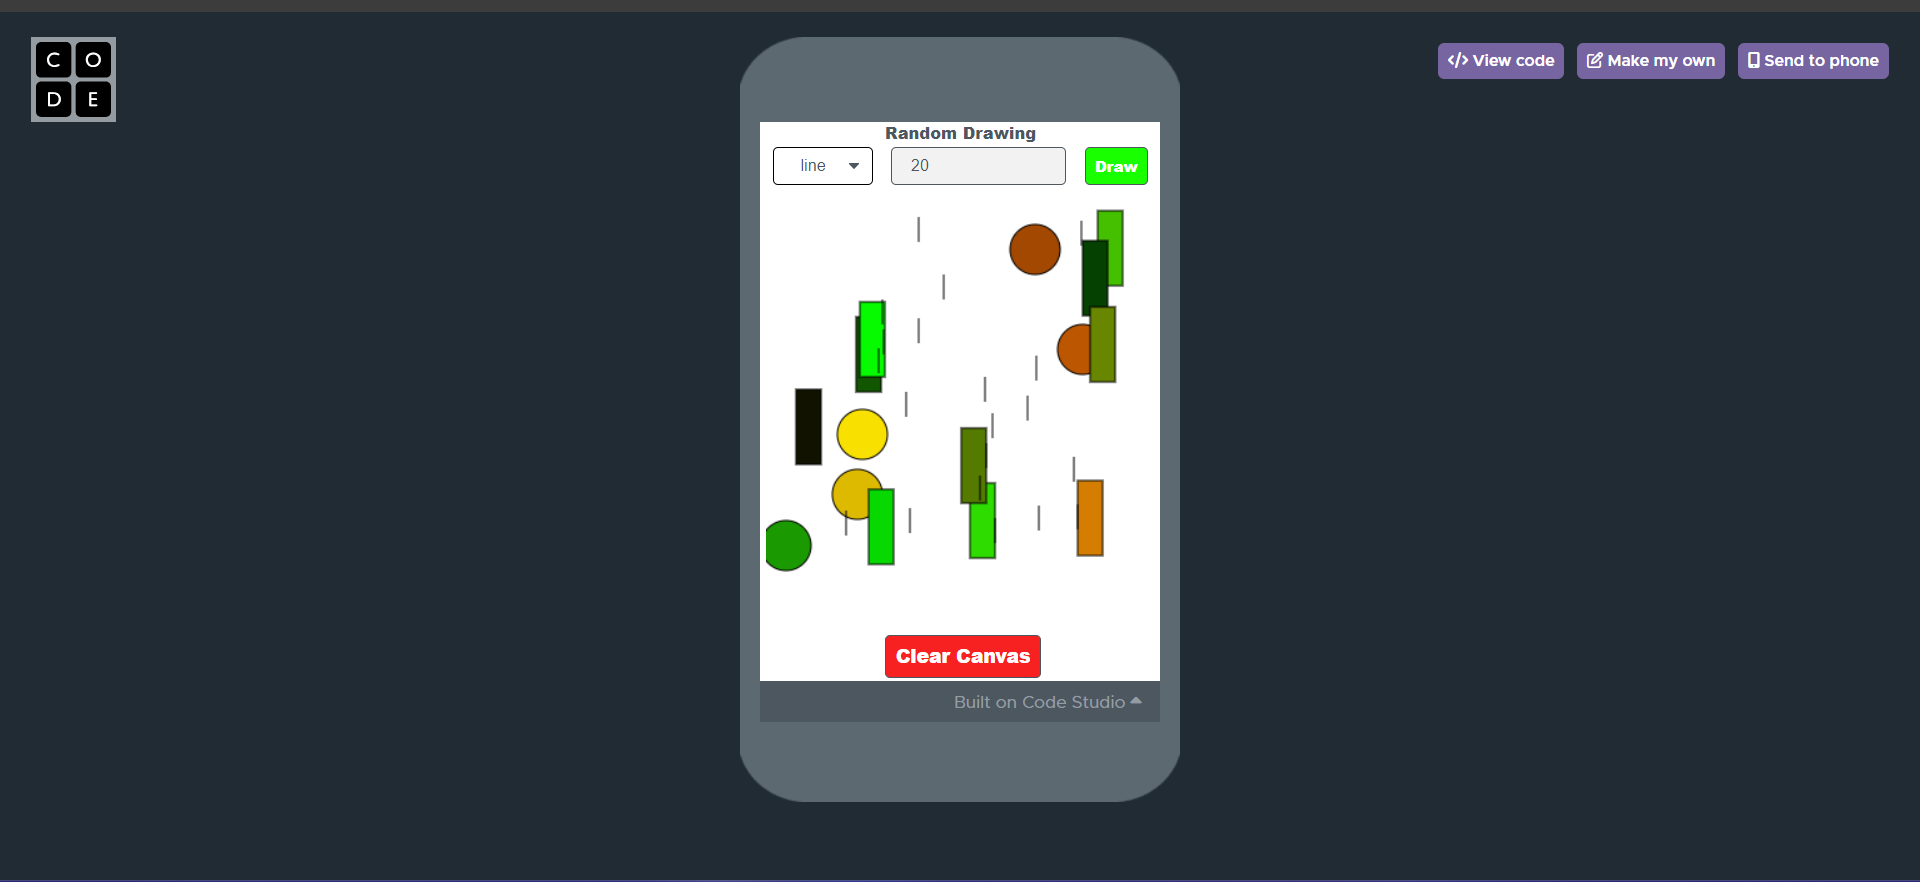 C O
D E
View code
Make my own
Send to phone
Random Drawing
line
20
Draw
Clear Canvas
Built on Code Studio